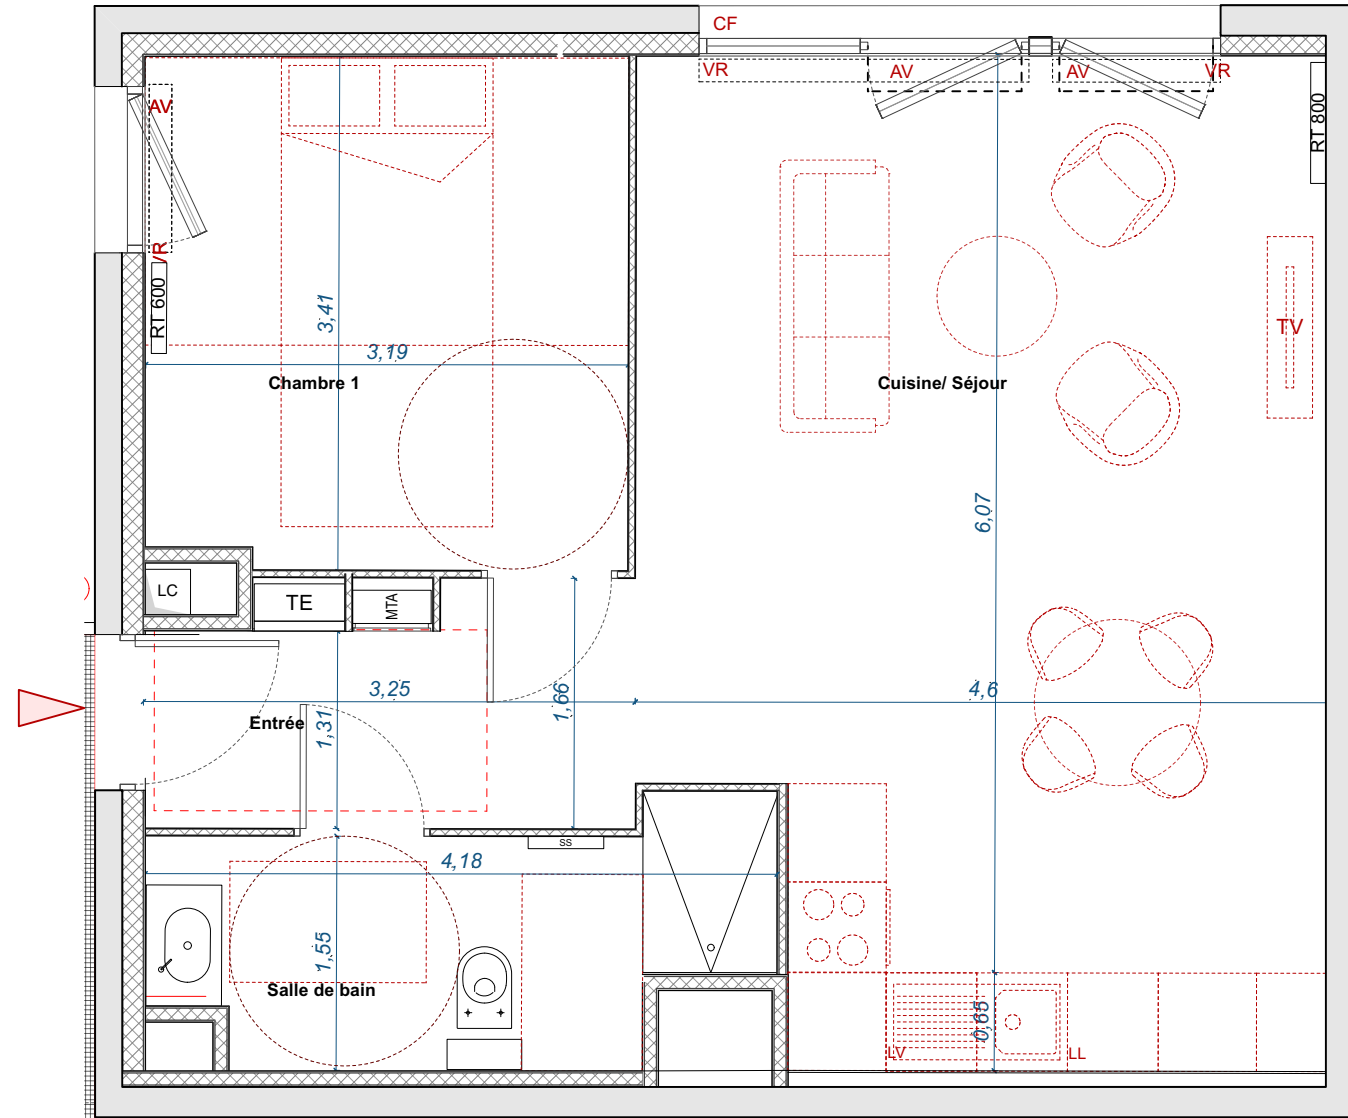 CF
VR
AV
AV
VR
AV
RT 800
VR
RT 600
3,41
3,19
Chambre 1
Cuisine/ Séjour
TV
6,07
LC
TE
MTA
3,25
1,66
4,6
Entrée
1,31
SS
4,18
1,55
Salle de bain
0,65
LV
LL